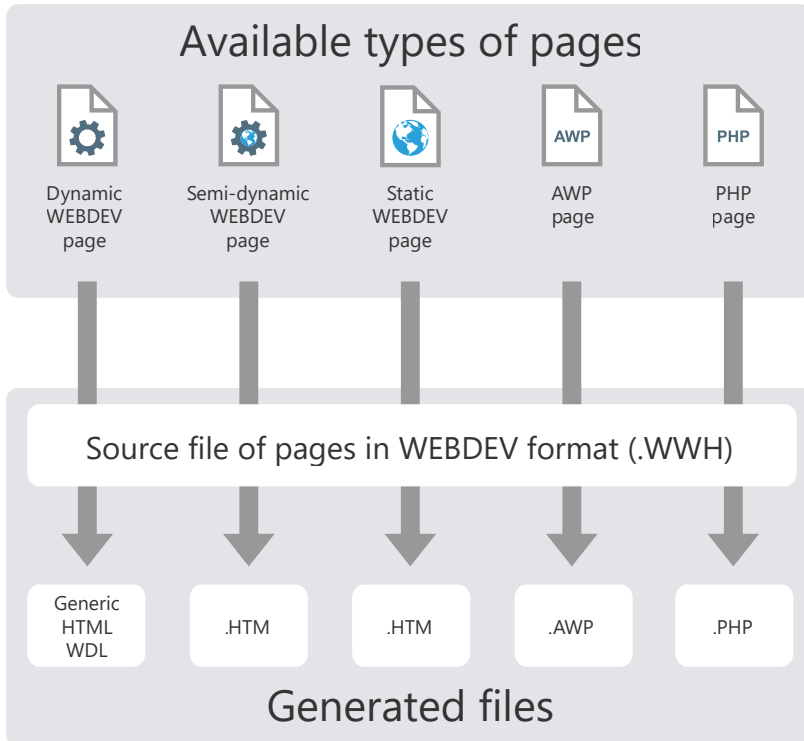 Available types of pages
AWP
PHP
Dynamic
WEBDEV
page
Semi-dynamic
WEBDEV
page
Static
WEBDEV
page
AWP
page
PHP
page
Source file of pages in WEBDEV format (.WWH)
Generic
HTML
WDL
.HTM
.HTM
.AWP
.PHP
Generated files